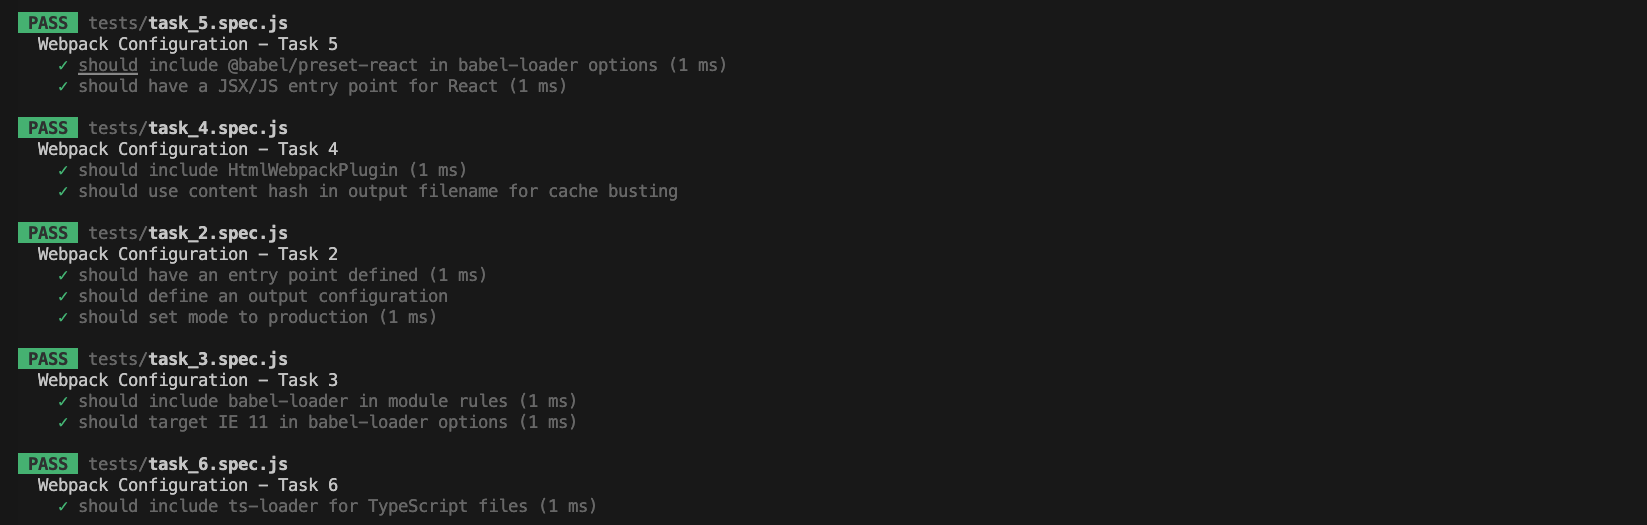 PASS tests/task_5.spec.js
Webpack Configuration – Task 5
✓ should include @babel/preset-react in babel-loader options (1 ms)
✓ should have a JSX/JS entry point for React (1 ms)
PASS tests/task_4.spec.js
Webpack Configuration – Task 4
✓ should include HtmlWebpackPlugin (1 ms)
✓ should use content hash in output filename for cache busting
PASS tests/task_2.spec.js
Webpack Configuration – Task 2
✓ should have an entry point defined (1 ms)
✓ should define an output configuration
✓ should set mode to production (1 ms)
PASS tests/task_3.spec.js
Webpack Configuration – Task 3
✓ should include babel-loader in module rules (1 ms)
✓ should target IE 11 in babel-loader options (1 ms)
PASS tests/task_6.spec.js
Webpack Configuration – Task 6
✓ should include ts-loader for TypeScript files (1 ms)